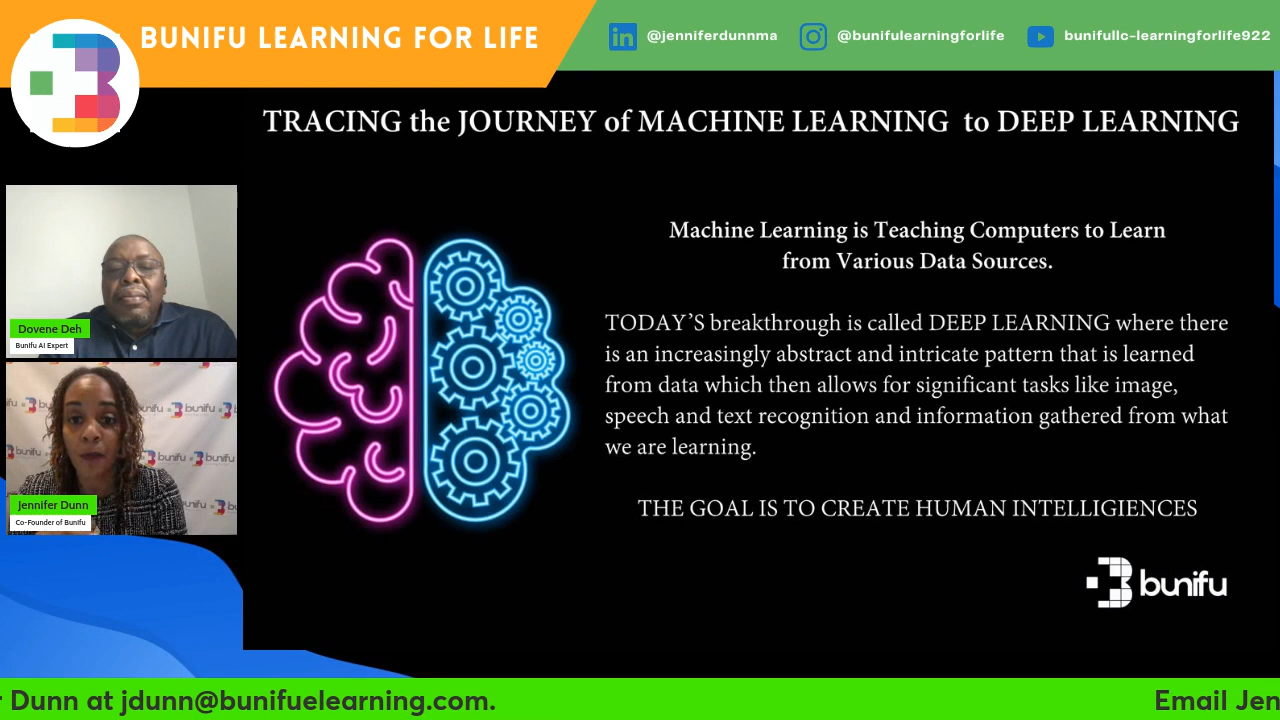 BUNIFU LEARNING FOR LIFE
@jenniferdunnma
@bunifulearningforlife
bunifullc-learningforlife922
TRACING the JOURNEY of MACHINE LEARNING to DEEP LEARNING
Machine Learning is Teaching Computers to Learn
from Various Data Sources.
TODAY'S breakthrough is called DEEP LEARNING where there
is an increasingly abstract and intricate pattern that is learned
from data which then allows for significant tasks like image,
speech and text recognition and information gathered from what
we are learning.
THE GOAL IS TO CREATE HUMAN INTELLIGIENCES
bunifu
Dovene Deh
Bunifu AI Expert
bunifu
bunifu
bunifu
bunifu
Jennifer Dunn
Co-Founder of Bunifu
Dunn at jdunn@bunifuelearning.com.
Email Jen